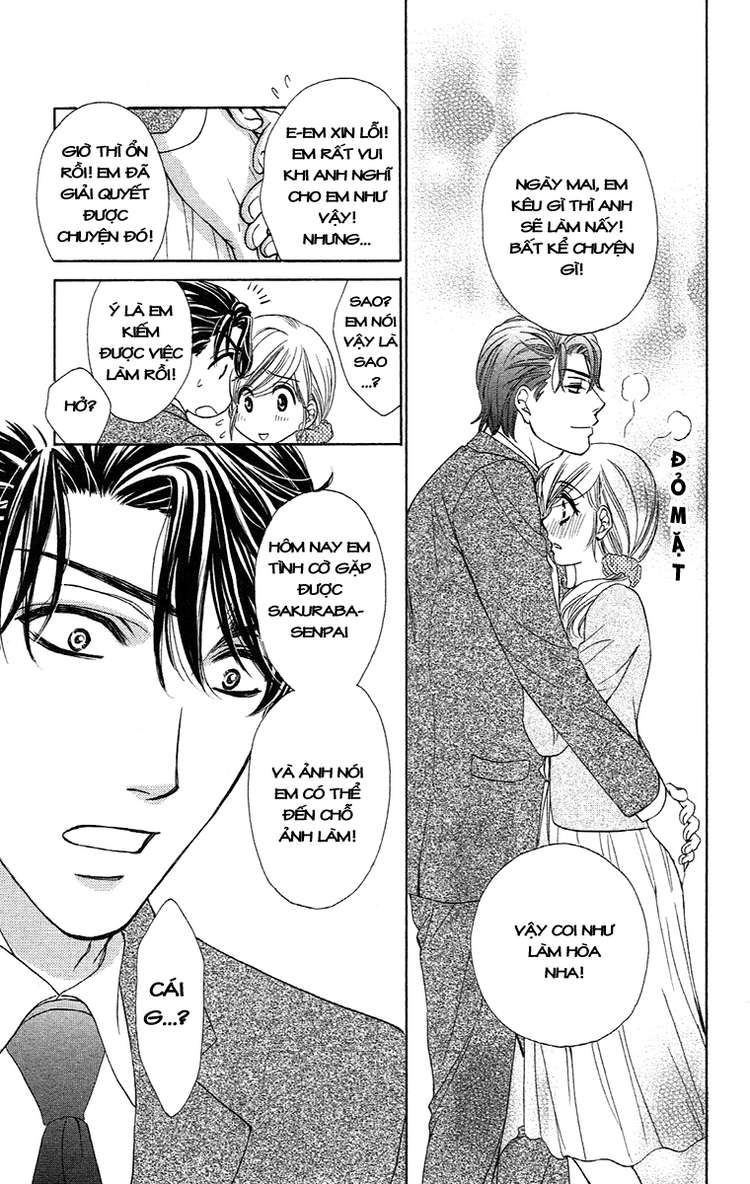 NGÀY MAI, EM
KÊU GÌ THÌ ANH
SẼ LÀM NẤY!
BẤT KỂ CHUYỆN
GÌ!
ĐỎ MẶT
VẬY COI NHƯ
LÀM HÒA
NHA!
E-EM XIN LỖI!
EM RẤT VUI
KHI ANH NGHĨ
CHO EM NHƯ
VẬY!
NHƯNG...
GIỜ THÌ ỔN
RỒI! EM ĐÃ
GIẢI QUYẾT
ĐƯỢC
CHUYỆN ĐÓ!
SAO?
EM NÓI
VẬY LÀ
SAO
...?
Ý LÀ EM
KIẾM
ĐƯỢC VIỆC
LÀM RỒI!
HỞ?
HÔM NAY EM
TÌNH CỜ GẶP
ĐƯỢC
SAKURABA-
SENPAI
VÀ ẢNH NÓI
EM CÓ THỂ
ĐẾN CHỖ
ẢNH LÀM!
CÁI
G...?